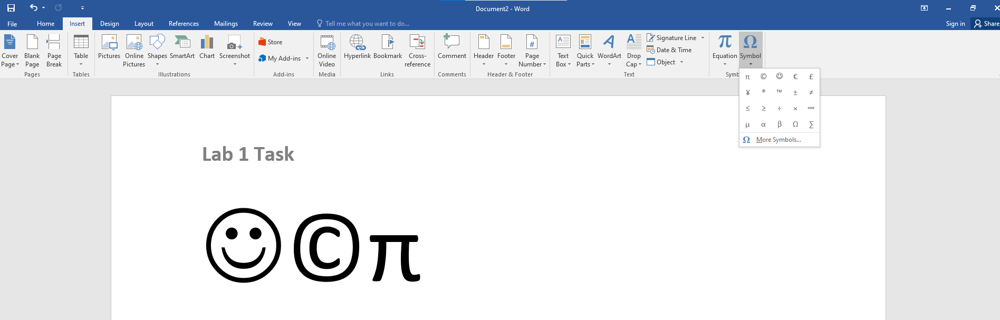 Document2 - Word
File Home Insert Design Layout References Mailings Review View Tell me what you want to do... Sign in Share
Cover Page
Blank Page
Page Break
Pages
Table
Tables
Pictures
Online Pictures
Shapes
SmartArt
Chart
Screenshot
Illustrations
Store
My Add-ins
Add-ins
Online Video
Media
Hyperlink
Bookmark
Cross-reference
Links
Comment
Comments
Header
Footer
Page Number
Header & Footer
Text Box
Quick Parts
WordArt
Drop Cap
Signature Line
Date & Time
Object
Text
π Equation
Ω Symbol
Symb
π © ☺ € £
¥ ® ™ ± ≠
≤ ≥ ÷ × ∞
µ α β Ω ∑
Ω More Symbols...
Lab 1 Task
☺©π